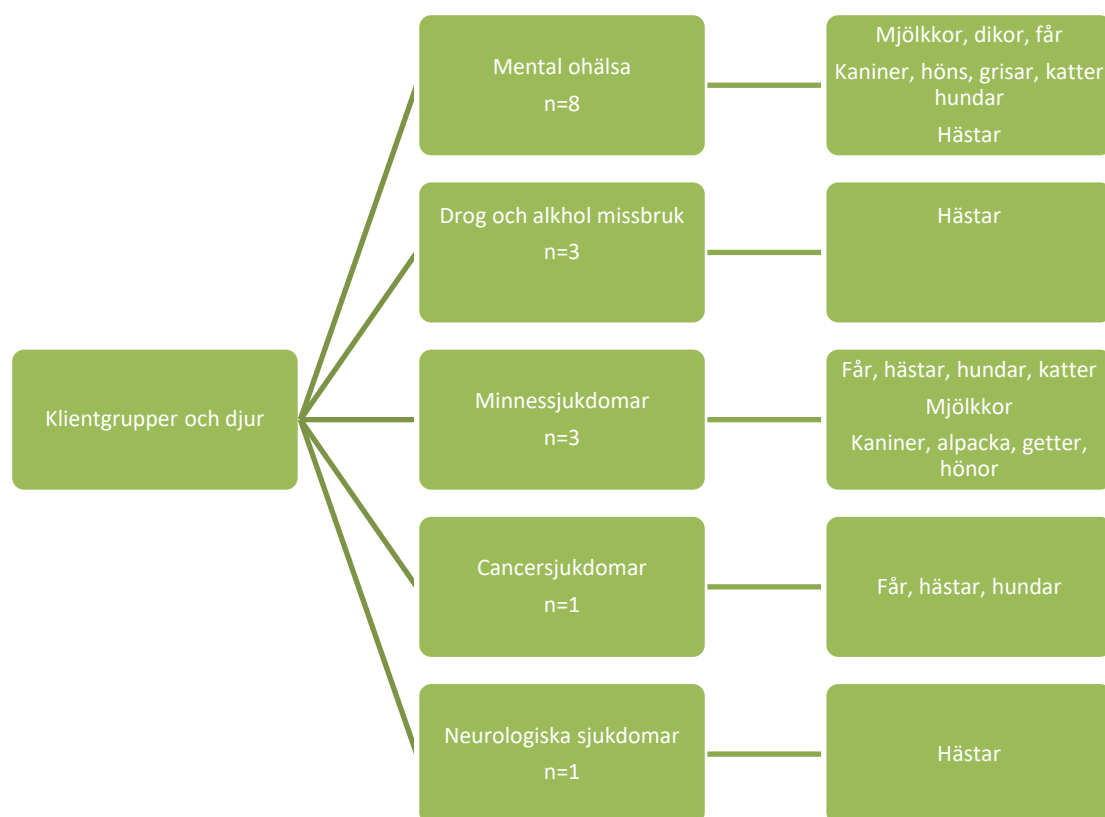 Klientgrupper och djur
Mental ohälsa
n=8
Mjölkkor, dikor, får
Kaniner, höns, grisar, katter
hundar
Hästar
Drog och alkhol missbruk
n=3
Hästar
Minnessjukdomar
n=3
Får, hästar, hundar, katter
Mjölkkor
Kaniner, alpacka, getter,
hönor
Cancersjukdomar
n=1
Får, hästar, hundar
Neurologiska sjukdomar
n=1
Hästar